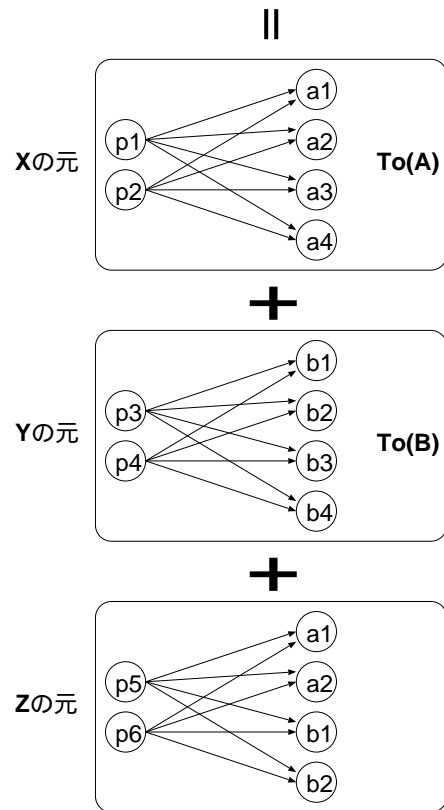 =
a1
p1
a2
Xの元
To(A)
p2
a3
a4
+
b1
p3
b2
Yの元
To(B)
p4
b3
b4
+
a1
p5
a2
Zの元
p6
b1
b2